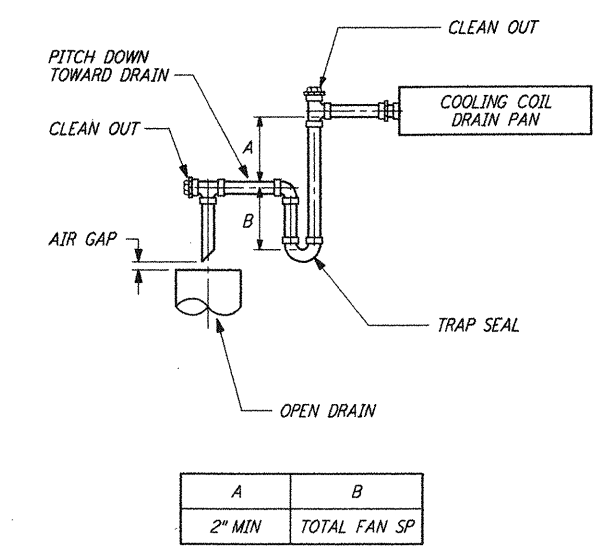 CLEAN OUT
PITCH DOWN
TOWARD DRAIN
COOLING COIL
DRAIN PAN
CLEAN OUT
A
B
AIR GAP
TRAP SEAL
OPEN DRAIN
A B
2" MIN TOTAL FAN SP